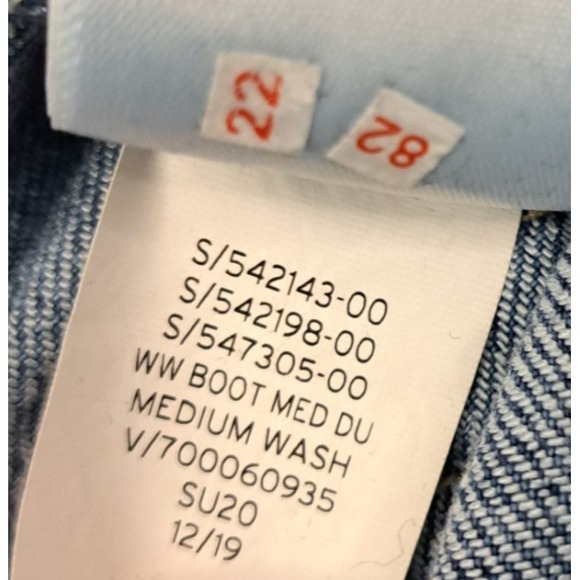 22
82
S/542143-00
S/542198-00
S/547305-00
WW BOOT MED DU
MEDIUM WASH
V/700060935
SU20
12/19